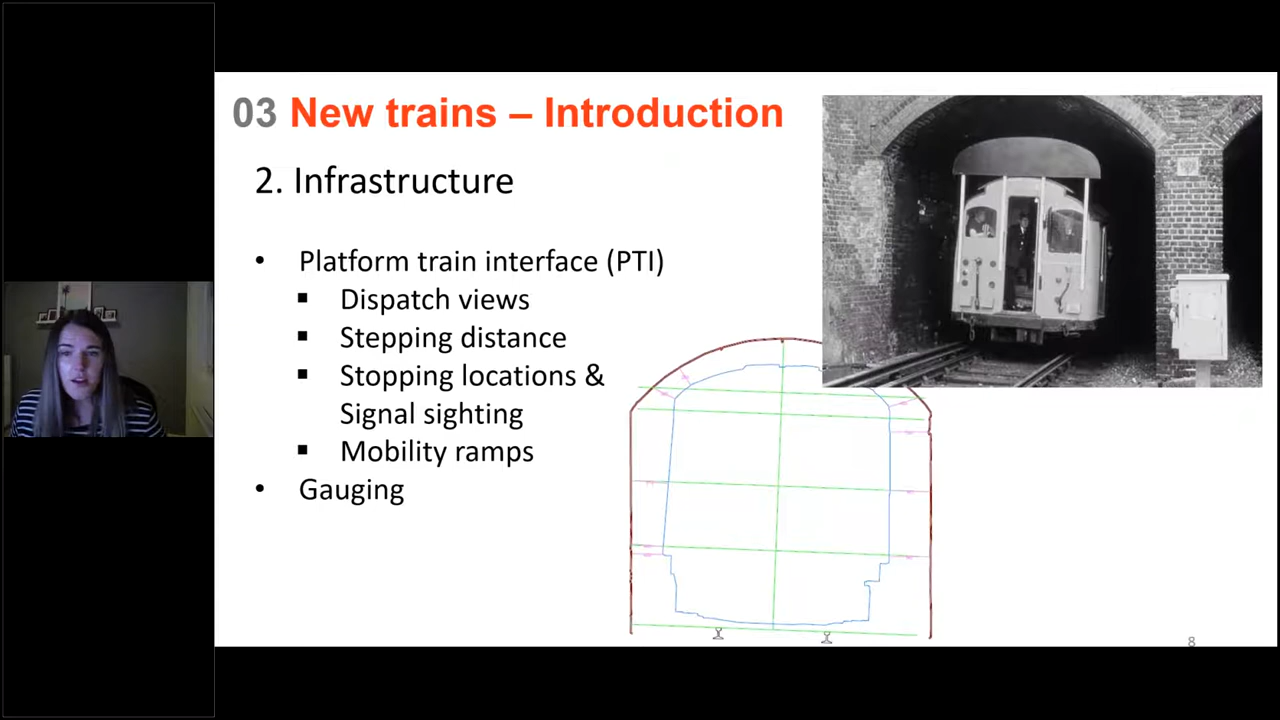 03 New trains – Introduction
2. Infrastructure
• Platform train interface (PTI)
▪ Dispatch views
▪ Stepping distance
▪ Stopping locations &
Signal sighting
▪ Mobility ramps
• Gauging
8